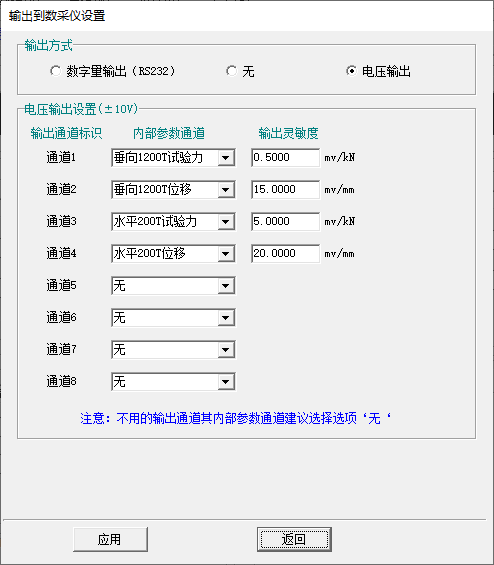 输出到数采仪设置
输出方式
数字量输出（RS232） 无 电压输出
电压输出设置(±10V)
输出通道标识 内部参数通道 输出灵敏度
通道1 垂向1200T试验力 0.5000 mv/kN
通道2 垂向1200T位移 15.0000 mv/mm
通道3 水平200T试验力 5.0000 mv/kN
通道4 水平200T位移 20.0000 mv/mm
通道5 无
通道6 无
通道7 无
通道8 无
注意：不用的输出通道其内部参数通道建议选择选项‘无‘
应用 返回